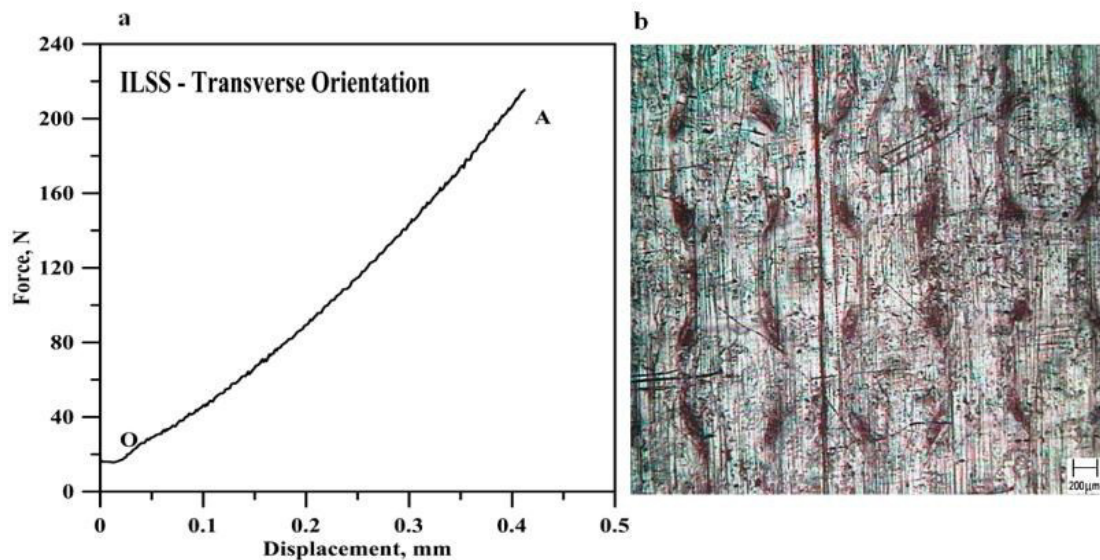 a
b
240
200
160
120
80
40
0
Force, N
ILSS - Transverse Orientation
A
O
0 0.1 0.2 0.3 0.4 0.5
Displacement, mm
200µm